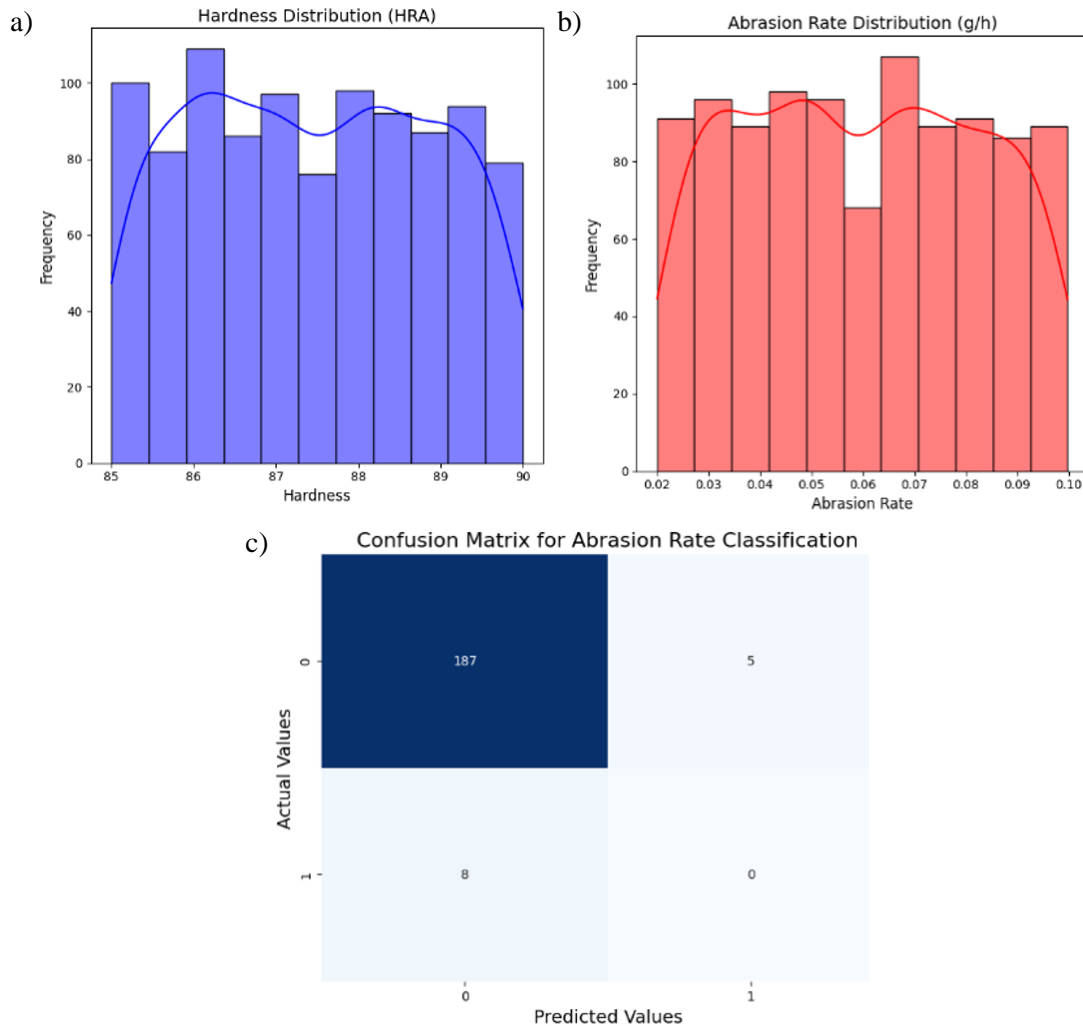 a)
Hardness Distribution (HRA)
Frequency
100
80
60
40
20
0
85 86 87 88 89 90
Hardness
b)
Abrasion Rate Distribution (g/h)
Frequency
100
80
60
40
20
0
0.02 0.03 0.04 0.05 0.06 0.07 0.08 0.09 0.10
Abrasion Rate
c)
Confusion Matrix for Abrasion Rate Classification
Actual Values
0
187 5
1
8 0
0 1
Predicted Values